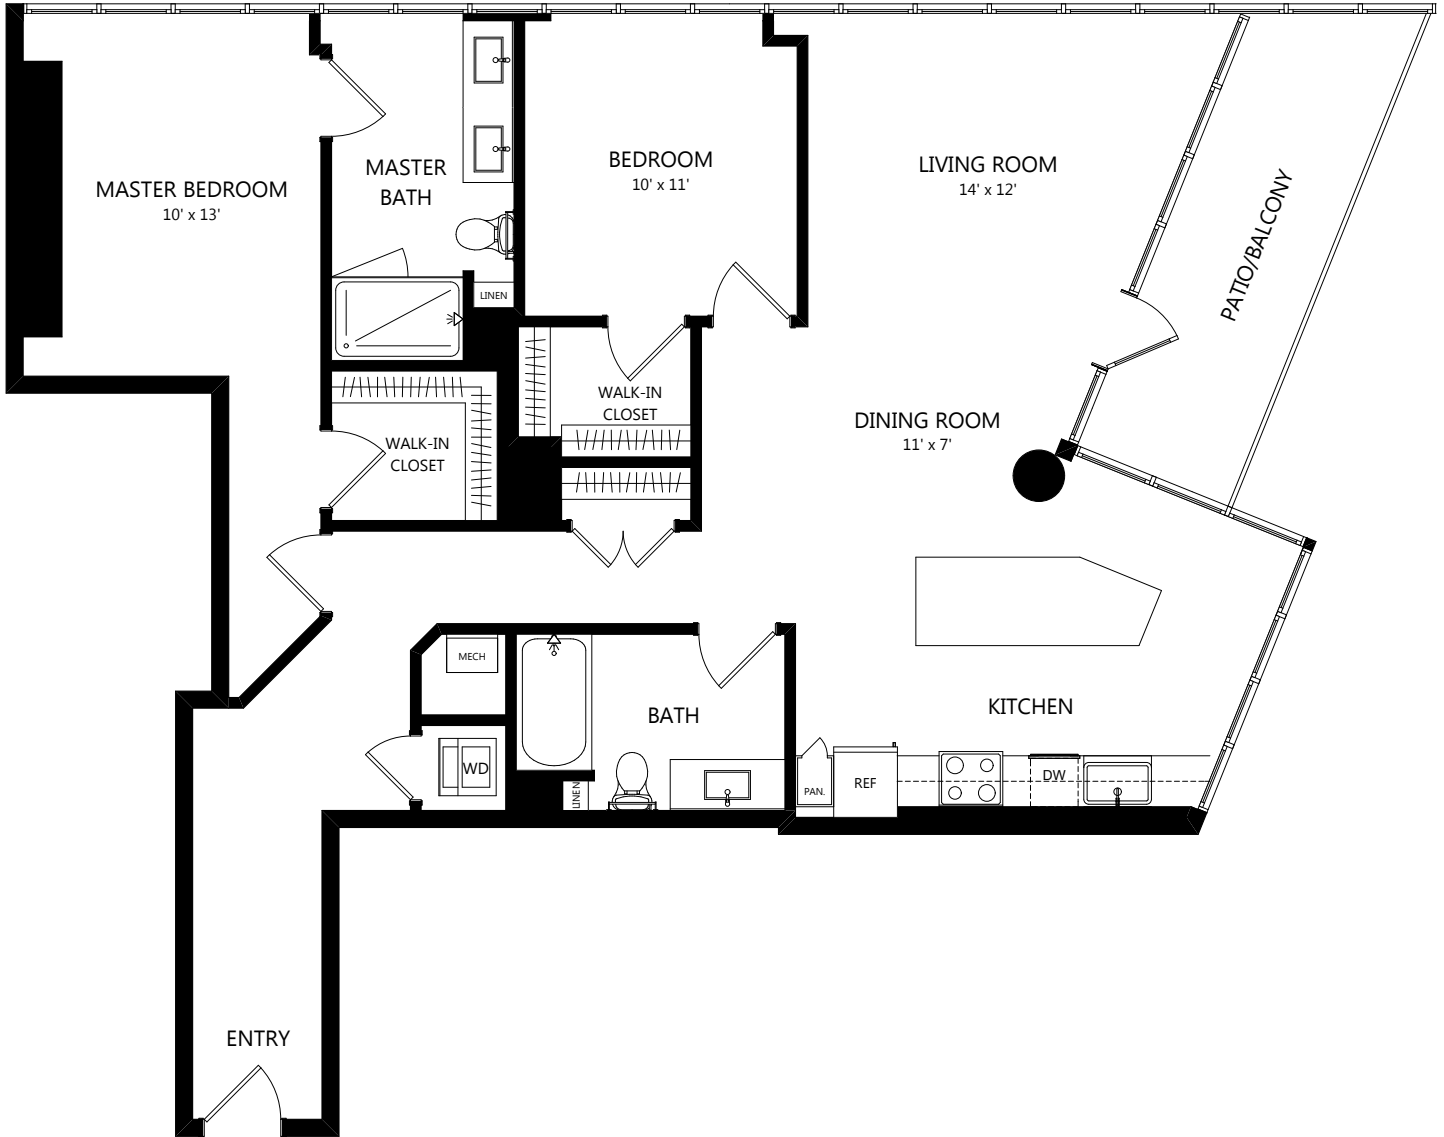 MASTER BEDROOM
10' x 13'
MASTER
BATH
BEDROOM
10' x 11'
LIVING ROOM
14' x 12'
PATIO/BALCONY
LINEN
WALK-IN
CLOSET
WALK-IN
CLOSET
DINING ROOM
11' x 7'
MECH
WD
BATH
LINEN
KITCHEN
PAN.
REF
DW
ENTRY